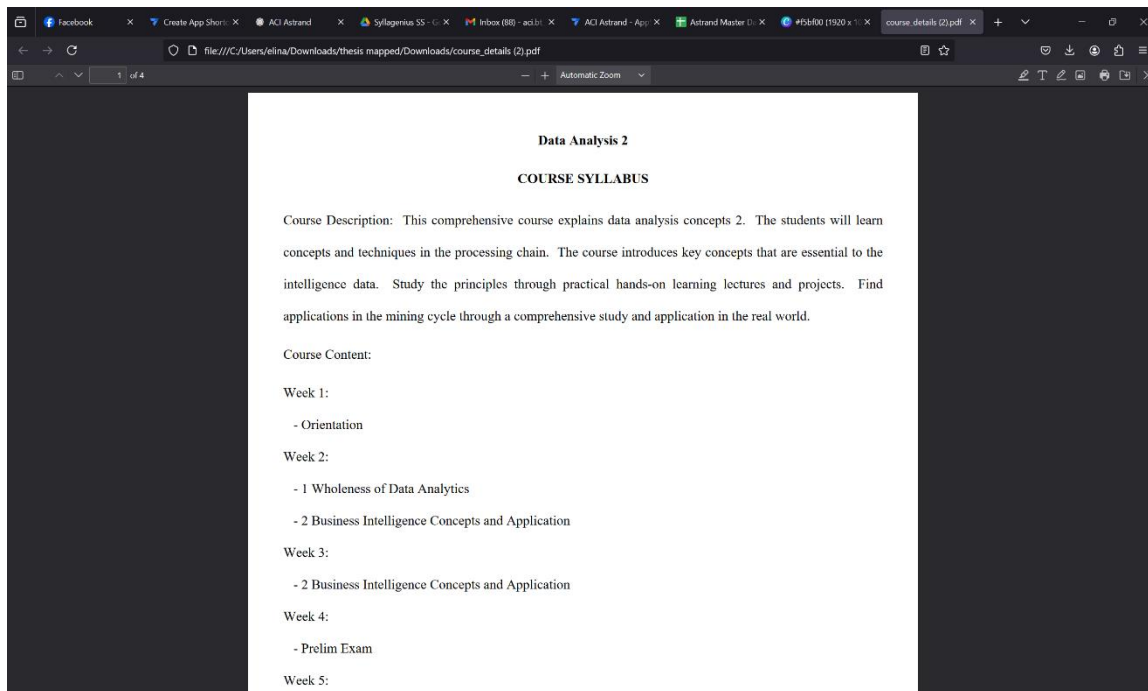 Facebook
Create App Shortc
ACI Astrand
Syllagenius SS - G
Inbox (88) - aci.bt
ACI Astrand - App
Astrand Master D
#f5bf00 (1920 x 10
course_details (2).pdf
file:///C:/Users/elina/Downloads/thesis mapped/Downloads/course_details (2).pdf
1 of 4
Automatic Zoom
Data Analysis 2
COURSE SYLLABUS
Course Description: This comprehensive course explains data analysis concepts 2. The students will learn
concepts and techniques in the processing chain. The course introduces key concepts that are essential to the
intelligence data. Study the principles through practical hands-on learning lectures and projects. Find
applications in the mining cycle through a comprehensive study and application in the real world.
Course Content:
Week 1:
- Orientation
Week 2:
- 1 Wholeness of Data Analytics
- 2 Business Intelligence Concepts and Application
Week 3:
- 2 Business Intelligence Concepts and Application
Week 4:
- Prelim Exam
Week 5: